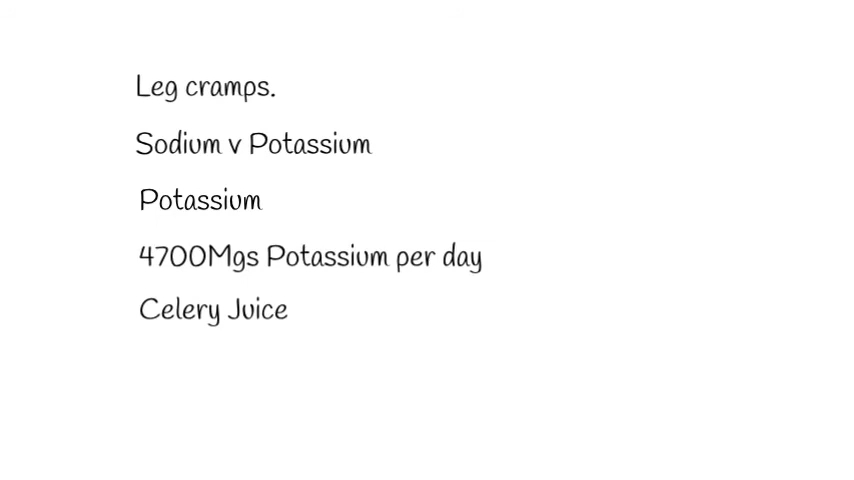 Leg cramps.
Sodium v Potassium
Potassium
4700Mgs Potassium per day
Celery Juice